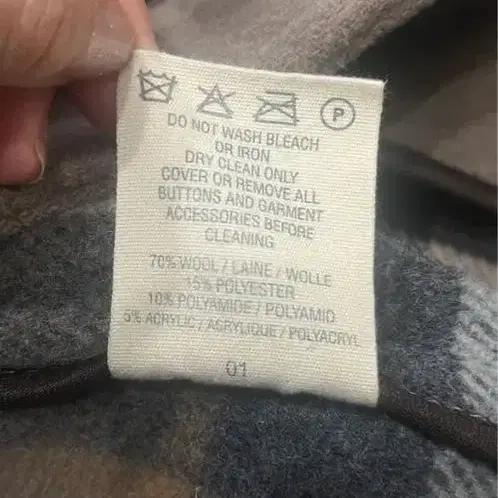 P
DO NOT WASH BLEACH
OR IRON
DRY CLEAN ONLY
COVER OR REMOVE ALL
BUTTONS AND GARMENT
ACCESSORIES BEFORE
CLEANING
70% WOOL / LAINE / WOLLE
15% POLYESTER
10% POLYAMIDE / POLYAMID
5% ACRYLIC / ACRYLIQUE / POLYACRYL
01